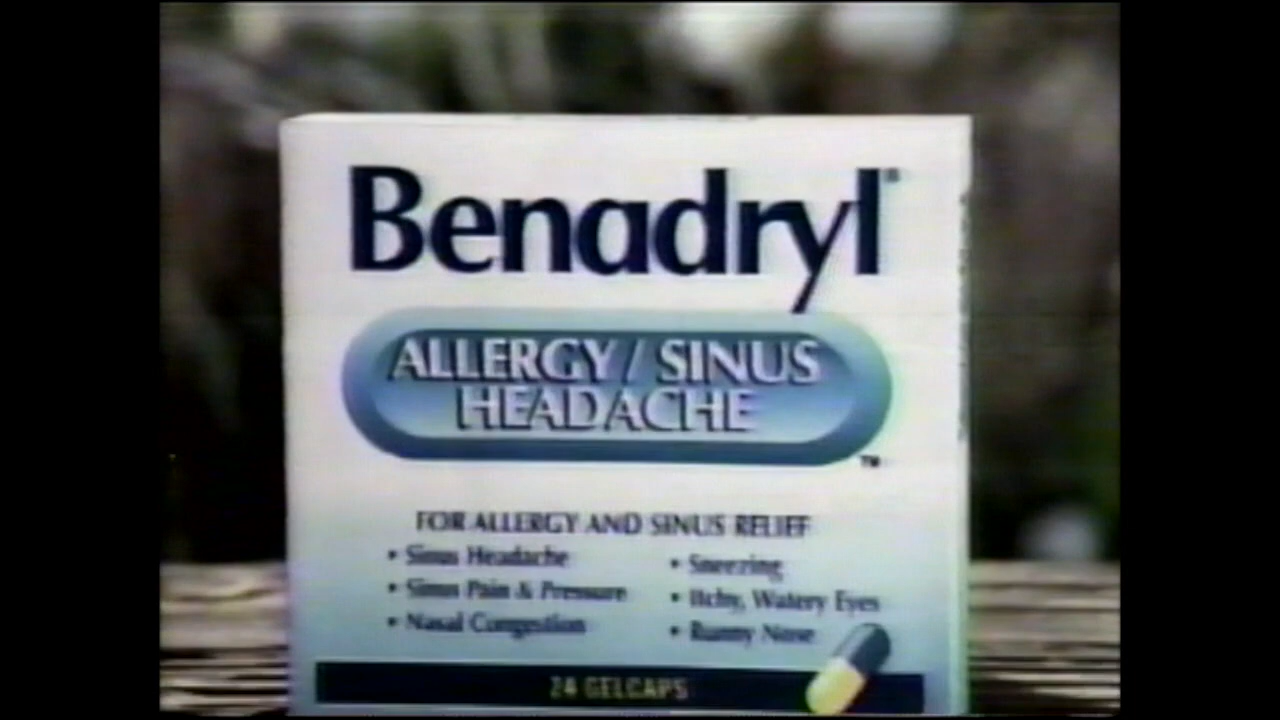 Benadryl®
ALLERGY / SINUS
HEADACHE
TM
FOR ALLERGY AND SINUS RELIEF
• Sinus Headache
• Sinus Pain & Pressure
• Nasal Congestion
• Sneezing
• Itchy, Watery Eyes
• Runny Nose
24 GELCAPS